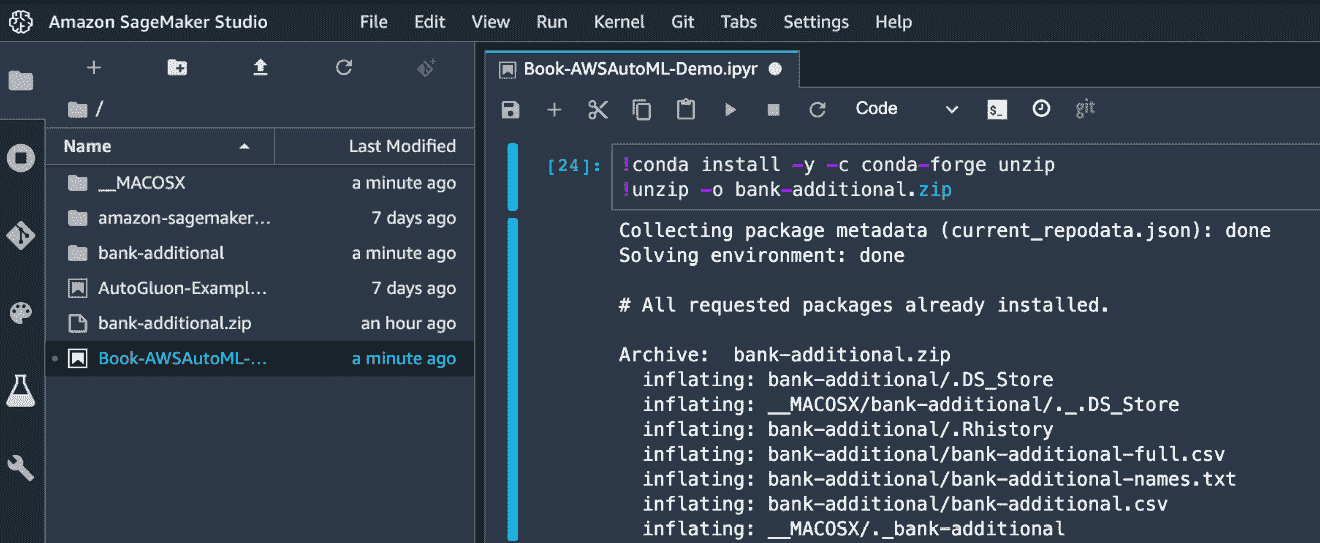 Amazon SageMaker Studio File Edit View Run Kernel Git Tabs Settings Help
/
Name Last Modified
__MACOSX a minute ago
amazon-sagemaker... 7 days ago
bank-additional a minute ago
AutoGluon-Exampl... 7 days ago
bank-additional.zip an hour ago
Book-AWSAutoML-... a minute ago
Book-AWSAutoML-Demo.ipyr
Code $_ git
[24]: !conda install -y -c conda-forge unzip
!unzip -o bank-additional.zip
Collecting package metadata (current_repodata.json): done
Solving environment: done
# All requested packages already installed.
Archive: bank-additional.zip
inflating: bank-additional/.DS_Store
inflating: __MACOSX/bank-additional/._.DS_Store
inflating: bank-additional/.Rhistory
inflating: bank-additional/bank-additional-full.csv
inflating: bank-additional/bank-additional-names.txt
inflating: bank-additional/bank-additional.csv
inflating: __MACOSX/._bank-additional